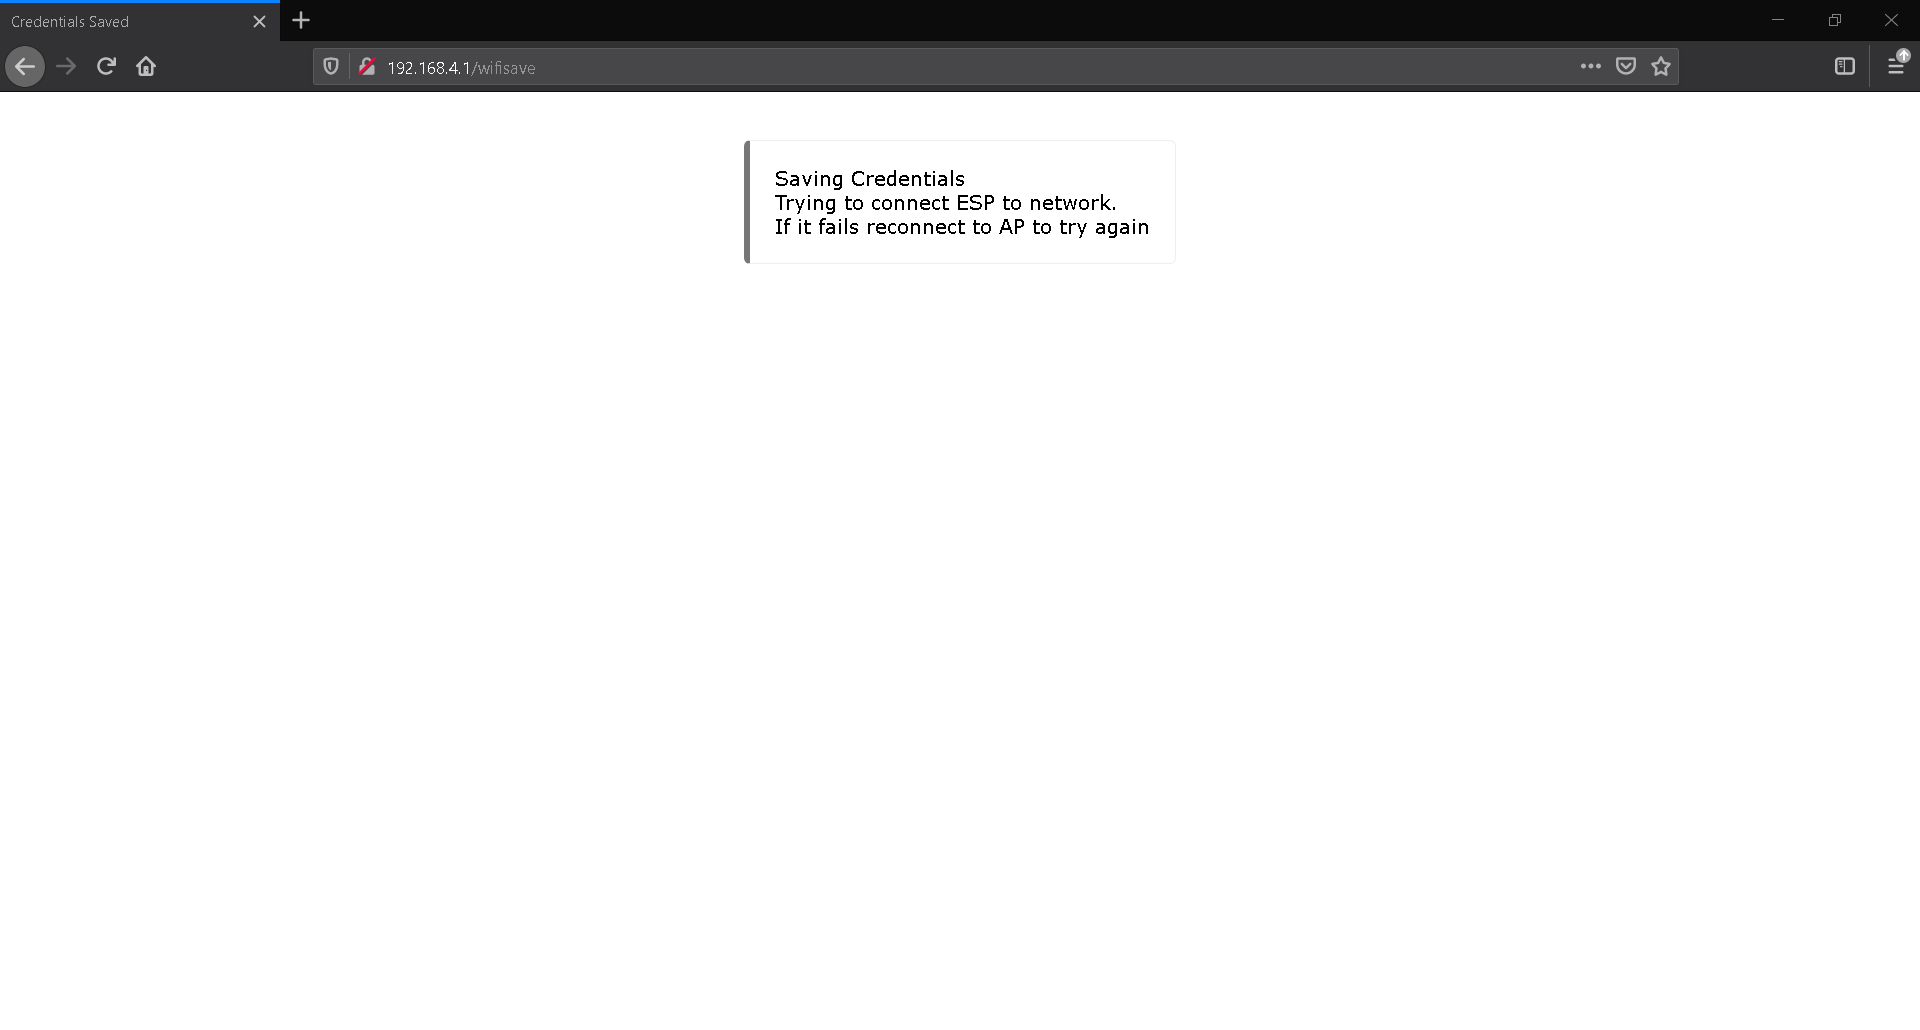 Credentials Saved
192.168.4.1/wifisave
Saving Credentials
Trying to connect ESP to network.
If it fails reconnect to AP to try again